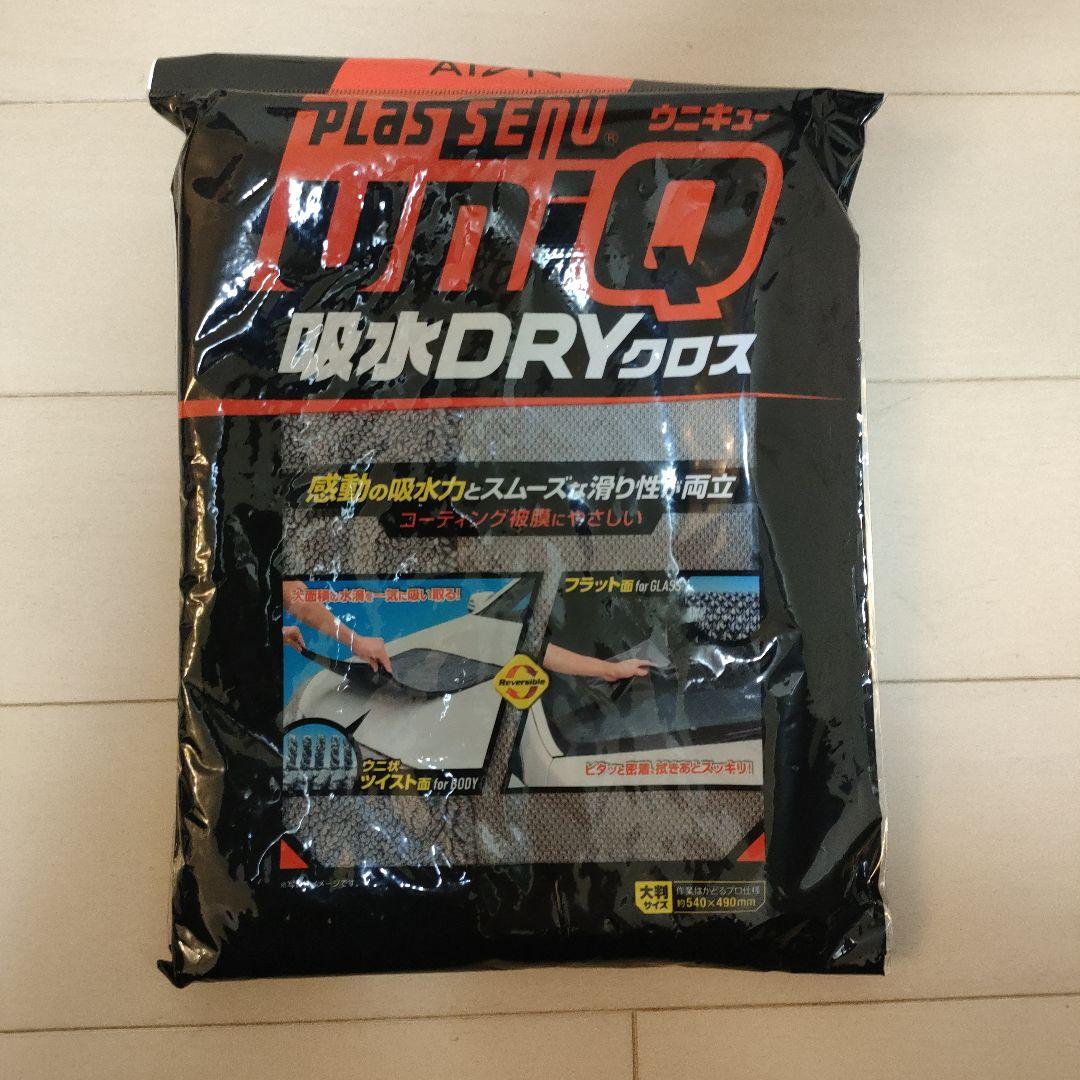 AION
PLAS SENU®
ウニキュー
uniQ
吸水DRYクロス
感動の吸水力とスムーズな滑り性が両立
コーティング被膜にやさしい
大面積の水滴を一気に吸い取る!
フラット面 for GLASS
Reversible
ウニ状
ツイスト面 for BODY
ピタッと密着、拭きあとスッキリ!
大判
サイズ
作業はかどるプロ仕様
約540×490mm